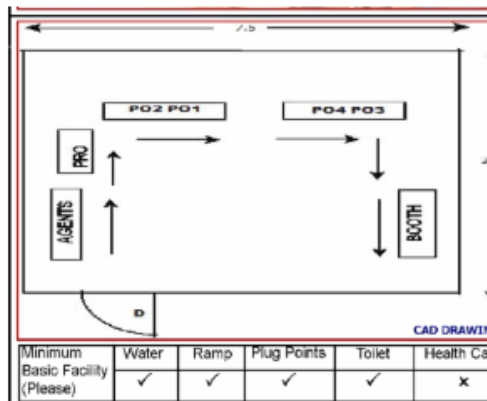 7.5
PO2 PO1
PO4 PO3
PRO
AGENTS
BOOTH
D
CAD DRAWIN
Minimum Basic Facility (Please)
Water
Ramp
Plug Points
Toilet
Health Ca
✓
✓
✓
✓
x